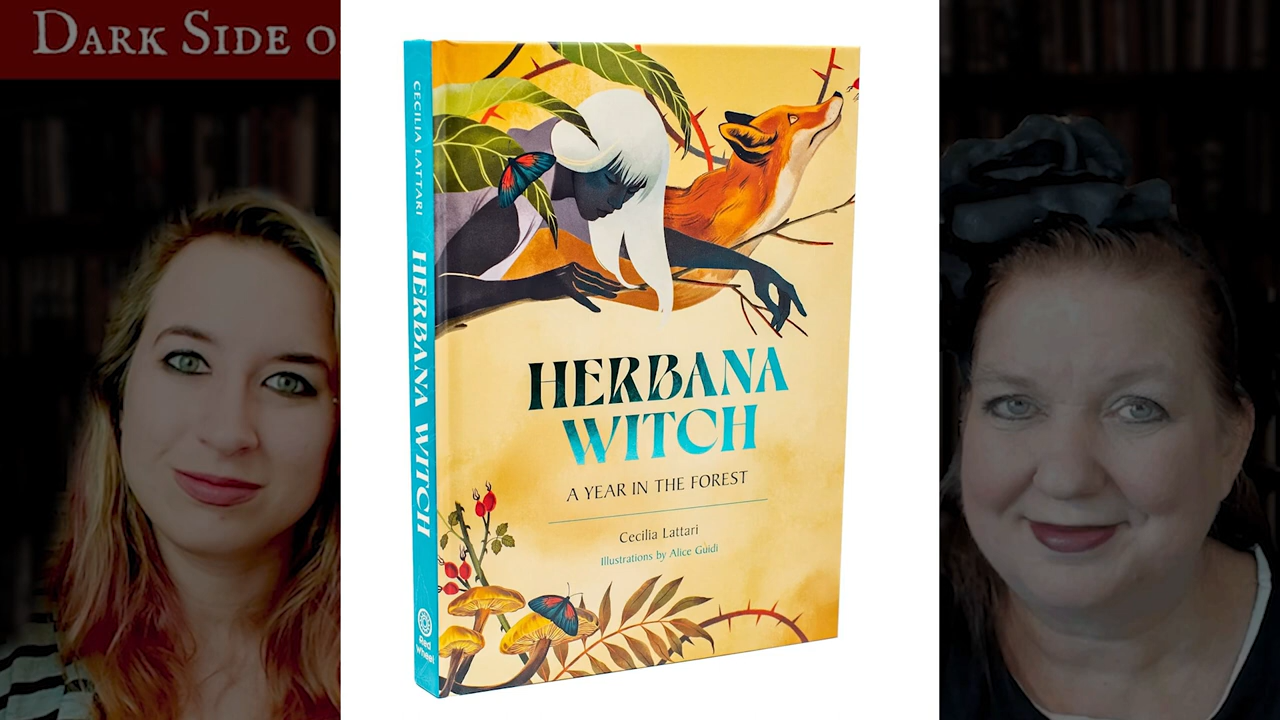 DARK SIDE O
CECILIA LATTARI
HERBANA WITCH
Red
Wheel
HERBANA
WITCH
A YEAR IN THE FOREST
Cecilia Lattari
Illustrations by Alice Guidi